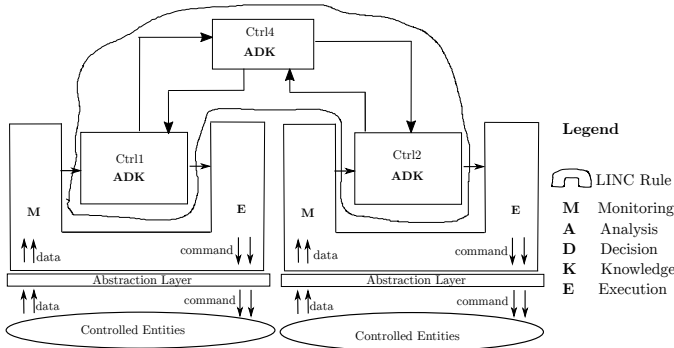 Ctrl4
ADK
Ctrl1
ADK
Ctrl2
ADK
M
E
M
E
data
command
data
command
Abstraction Layer
Abstraction Layer
data
command
data
command
Controlled Entities
Controlled Entities
Legend
LINC Rule
M Monitoring
A Analysis
D Decision
K Knowledge
E Execution